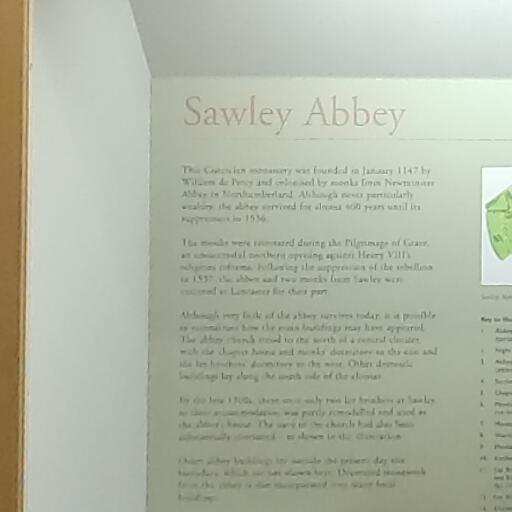 Sawley Abbey
This Cistercian monastery was founded in January 1147 by
William de Percy and colonised by monks from Newminster
Abbey in Northumberland. Although never particularly
wealthy, the abbey survived for almost 400 years until its
suppression in 1536.
The monks were reinstated during the Pilgrimage of Grace,
an unsuccessful northern uprising against Henry VIII's
religious reforms. Following the suppression of the rebellion
in 1537, the abbot and two monks from Sawley were
executed at Lancaster for their part.
Although very little of the abbey survives today, it is possible
to reconstruct how the main buildings may have appeared.
The abbey church stood to the north of a central cloister,
with the chapter house and monks' dormitory to the east and
the lay brothers' dormitory to the west. Other domestic
buildings lay along the south side of the cloister.
By the late 1300s, there were only two lay brothers at Sawley,
so their accommodation was partly remodelled and used as
the abbot's house. The nave of the church had also been
substantially shortened as shown in the illustration.
Other abbey buildings lay outside the present day site
boundary which are not shown here. Decorated stonework
from the abbey is also incorporated into many local
buildings.
Key to